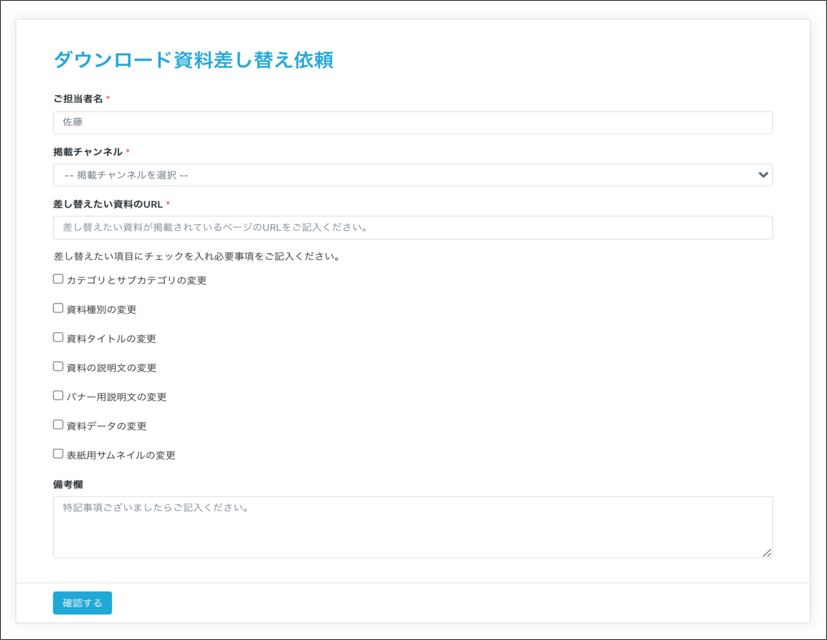 ダウンロード資料差し替え依頼
ご担当者名 *
佐藤
掲載チャンネル *
-- 掲載チャンネルを選択 --
差し替えたい資料のURL *
差し替えたい資料が掲載されているページのURLをご記入ください。
差し替えたい項目にチェックを入れ必要事項をご記入ください。
カテゴリとサブカテゴリの変更
資料種別の変更
資料タイトルの変更
資料の説明文の変更
バナー用説明文の変更
資料データの変更
表紙用サムネイルの変更
備考欄
特記事項ございましたらご記入ください。
確認する